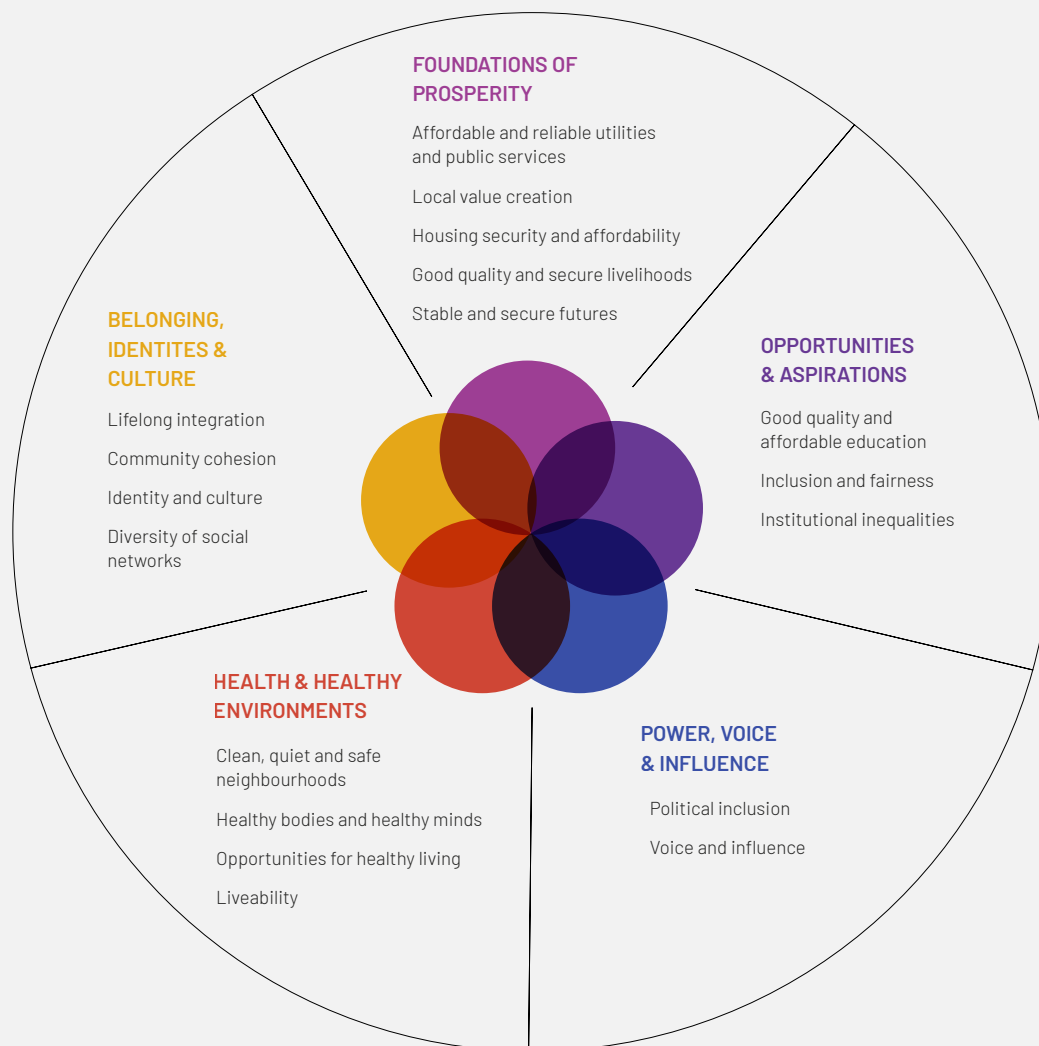 FOUNDATIONS OF
PROSPERITY
Affordable and reliable utilities
and public services
Local value creation
Housing security and affordability
Good quality and secure livelihoods
Stable and secure futures
OPPORTUNITIES
& ASPIRATIONS
Good quality and
affordable education
Inclusion and fairness
Institutional inequalities
POWER, VOICE
& INFLUENCE
Political inclusion
Voice and influence
HEALTH & HEALTHY
ENVIRONMENTS
Clean, quiet and safe
neighbourhoods
Healthy bodies and healthy minds
Opportunities for healthy living
Liveability
BELONGING,
IDENTITES &
CULTURE
Lifelong integration
Community cohesion
Identity and culture
Diversity of social
networks